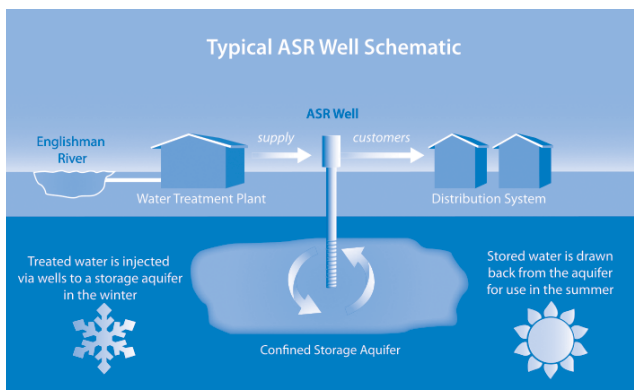 Typical ASR Well Schematic
ASR Well
Englishman
River
supply
customers
Water Treatment Plant
Distribution System
Treated water is injected
via wells to a storage aquifer
in the winter
Stored water is drawn
back from the aquifer
for use in the summer
Confined Storage Aquifer